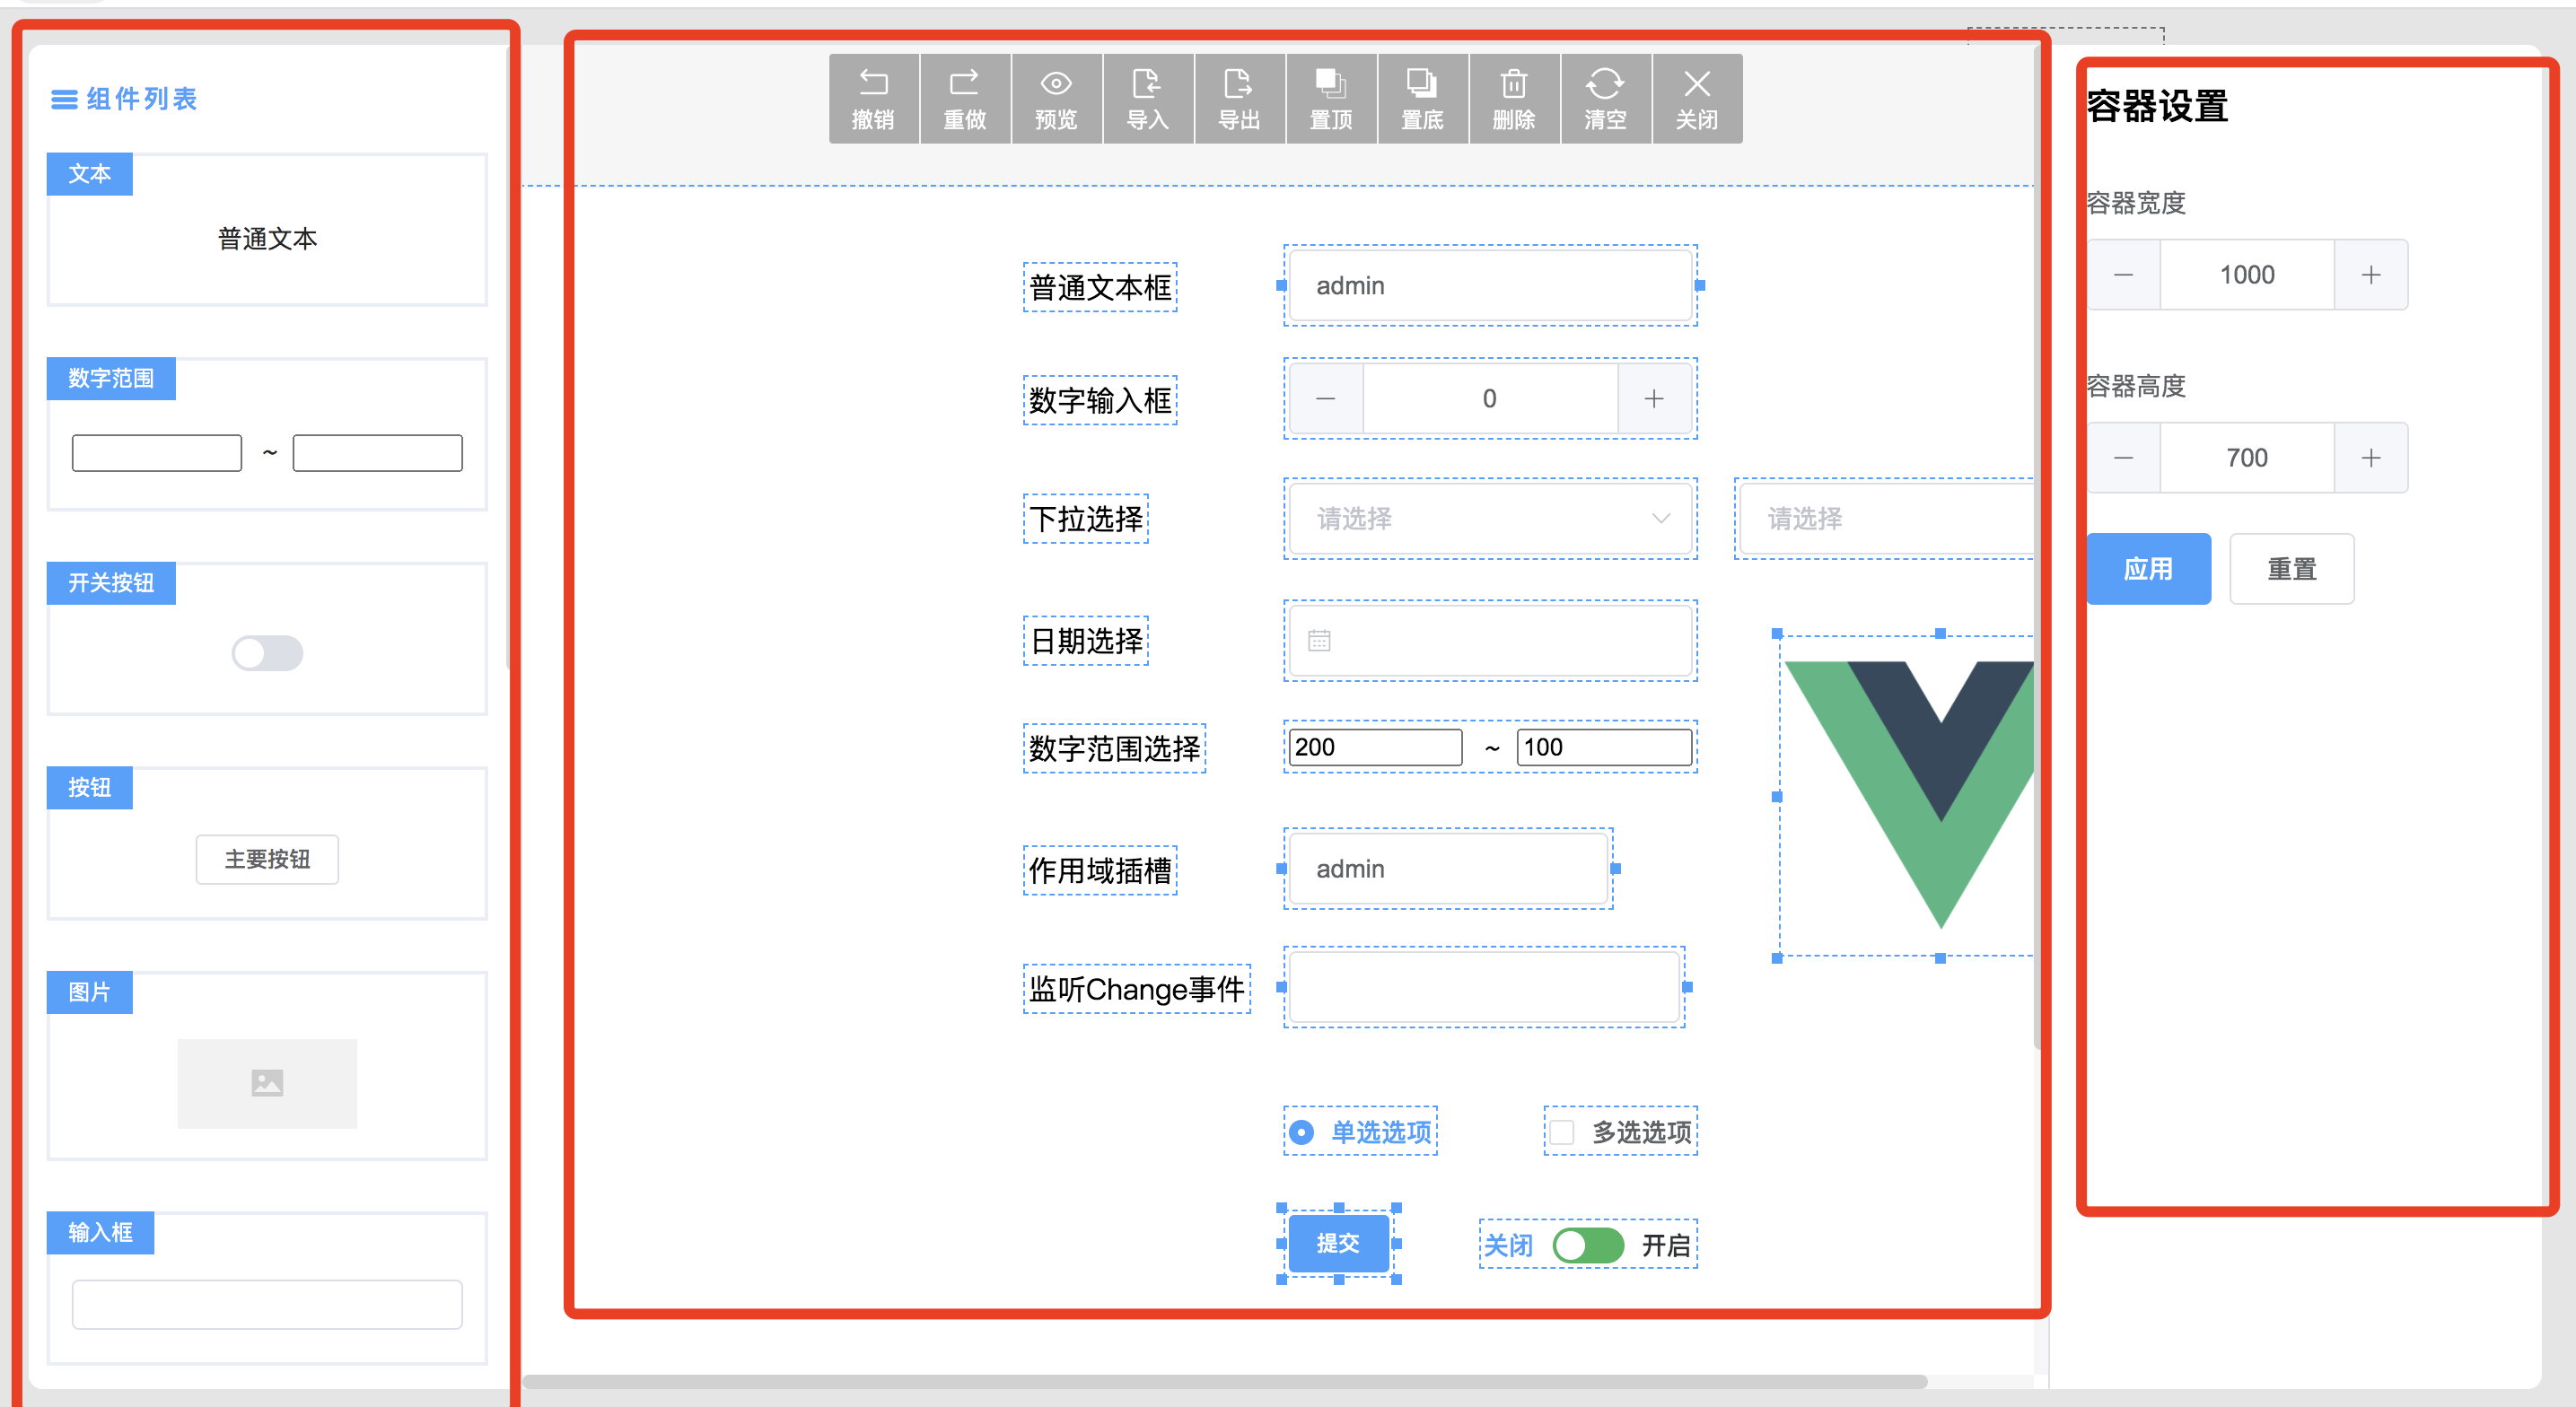 组件列表
文本
普通文本
数字范围
~
开关按钮
按钮
主要按钮
图片
输入框
撤销 重做 预览 导入 导出 置顶 置底 删除 清空 关闭
普通文本框 admin
数字输入框 0
下拉选择 请选择 请选择
日期选择
数字范围选择 200 ~ 100
作用域插槽 admin
监听Change事件
单选选项 多选选项
提交 关闭 开启
容器设置
容器宽度
1000
容器高度
700
应用 重置